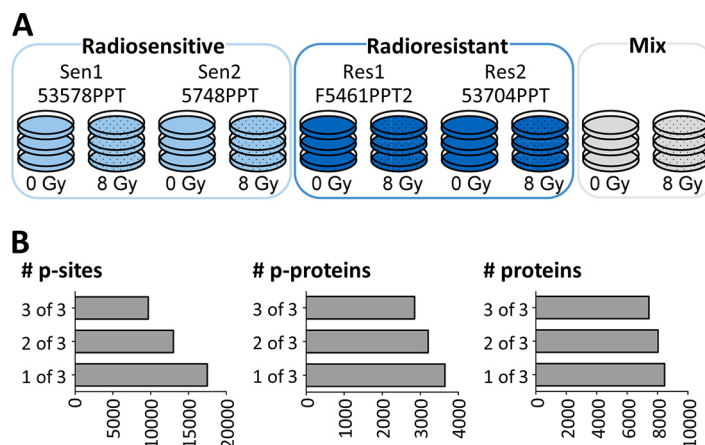 A
Radiosensitive
Radioresistant
Mix
Sen1
53578PPT
Sen2
5748PPT
Res1
F5461PPT2
Res2
53704PPT
0 Gy 8 Gy 0 Gy 8 Gy 0 Gy 8 Gy 0 Gy 8 Gy 0 Gy 8 Gy
B
# p-sites
3 of 3
2 of 3
1 of 3
0 5000 10000 15000 20000
# p-proteins
3 of 3
2 of 3
1 of 3
0 1000 2000 3000 4000
# proteins
3 of 3
2 of 3
1 of 3
0 2000 4000 6000 8000 10000